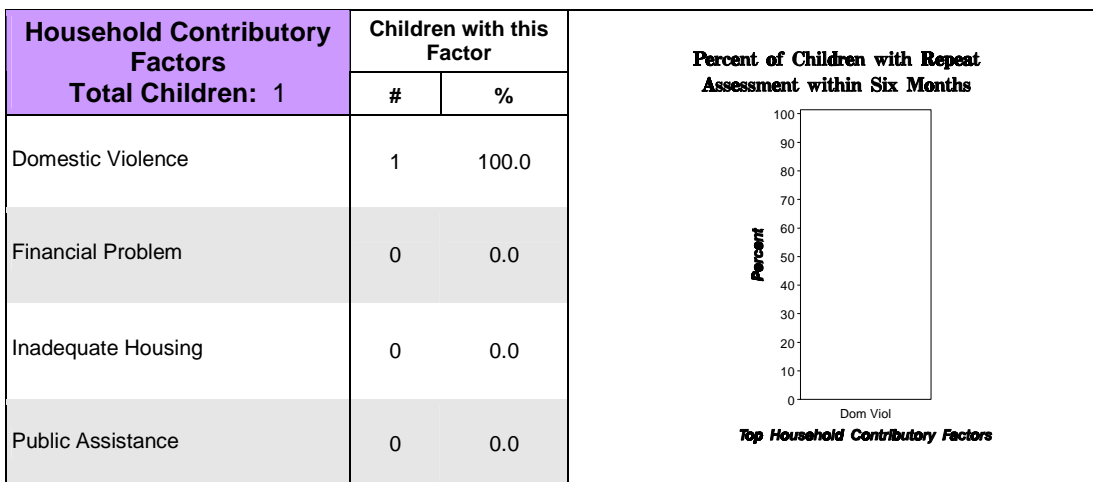 Household Contributory
Factors
Total Children: 1
Children with this
Factor
# %
Domestic Violence 1 100.0
Financial Problem 0 0.0
Inadequate Housing 0 0.0
Public Assistance 0 0.0
Percent of Children with Repeat
Assessment within Six Months
100
90
80
70
60
50
40
30
20
10
0
Percent
Dom Viol
Top Household Contributory Factors